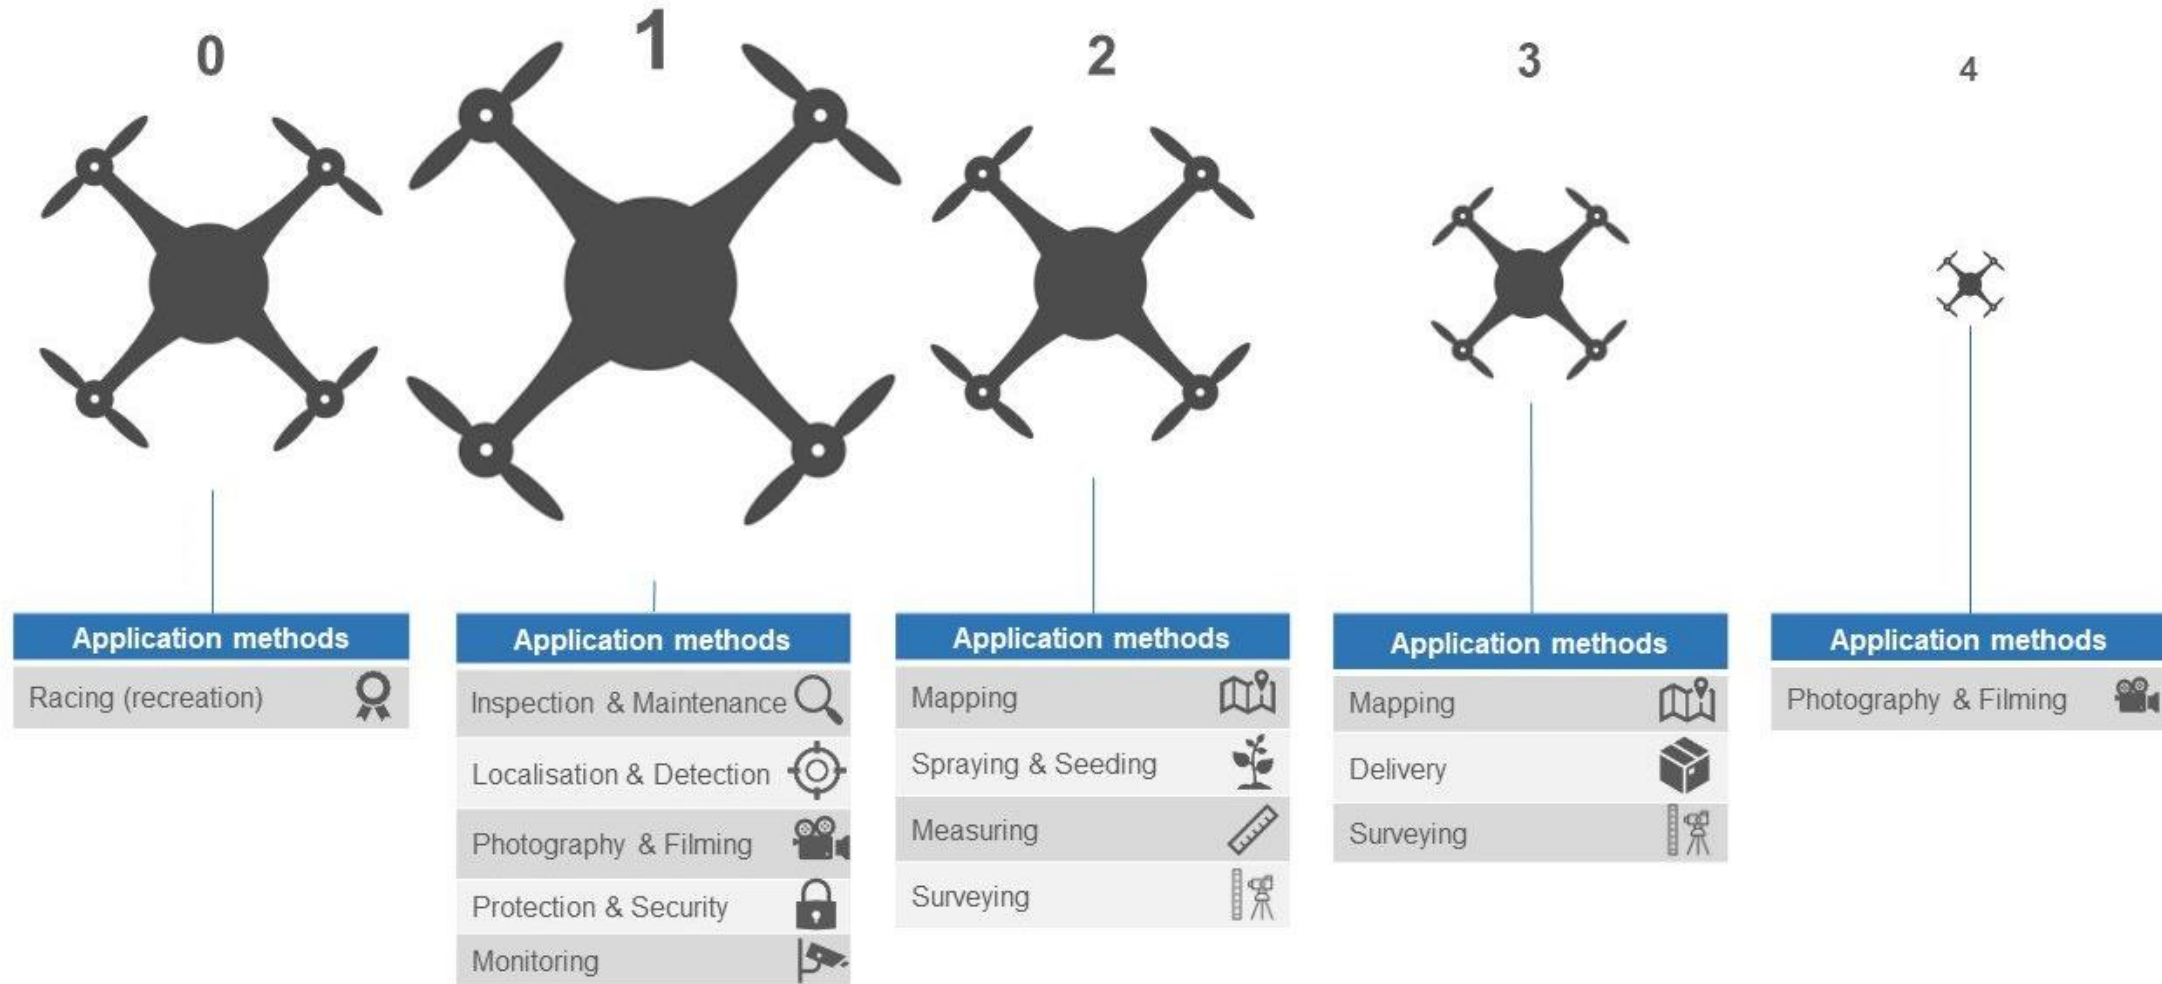 0
1
2
3
4
Application methods
Racing (recreation)
Application methods
Inspection & Maintenance
Localisation & Detection
Photography & Filming
Protection & Security
Monitoring
Application methods
Mapping
Spraying & Seeding
Measuring
Surveying
Application methods
Mapping
Delivery
Surveying
Application methods
Photography & Filming